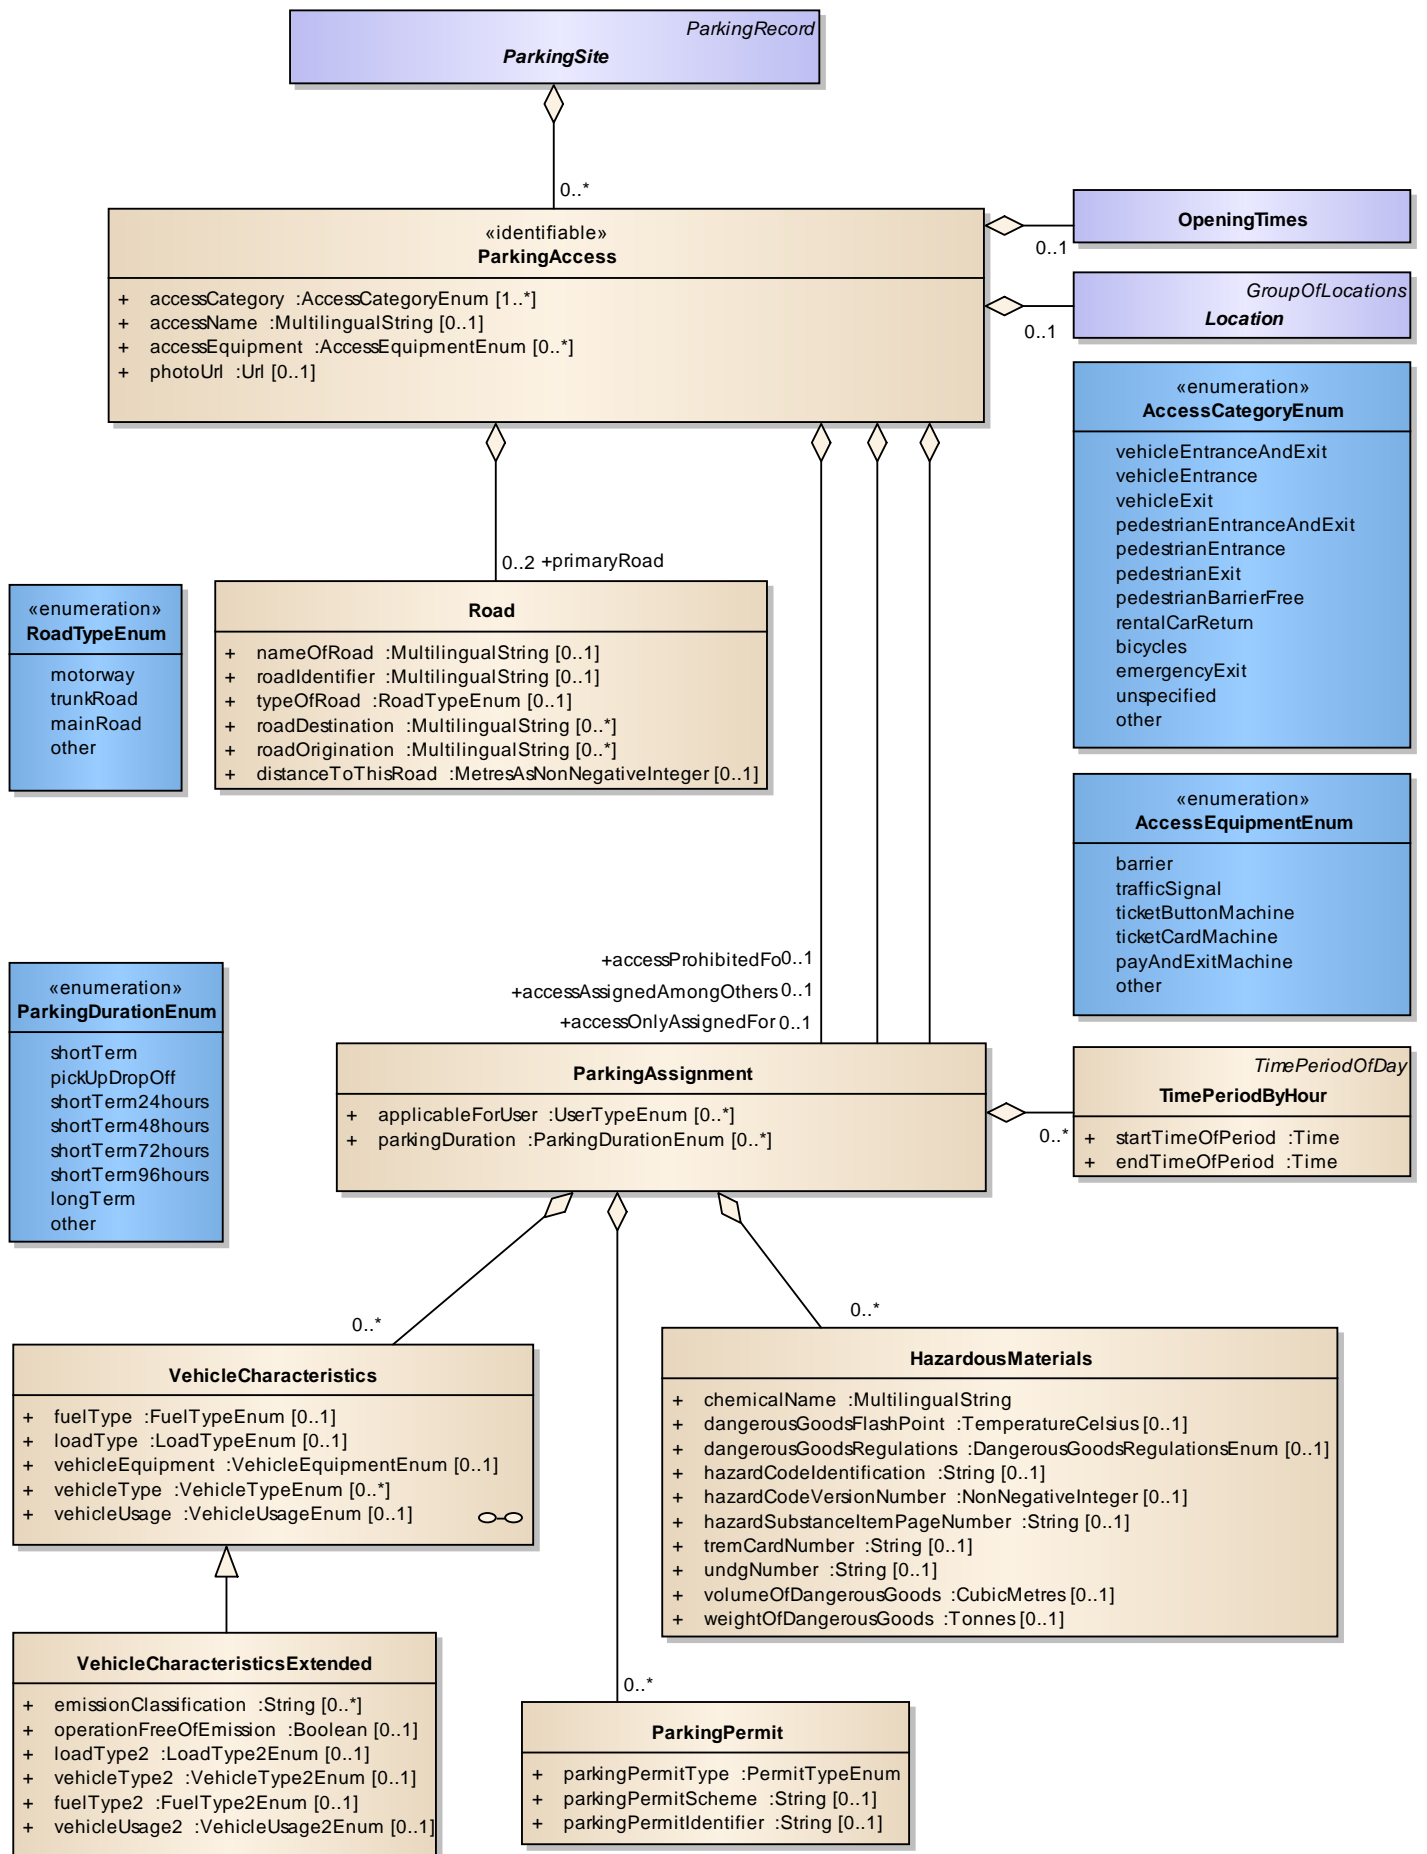 ParkingRecord
ParkingSite
0..*
«identifiable»
ParkingAccess
+ accessCategory :AccessCategoryEnum [1..*]
+ accessName :MultilingualString [0..1]
+ accessEquipment :AccessEquipmentEnum [0..*]
+ photoUrl :Url [0..1]
OpeningTimes
0..1
GroupOfLocations
Location
0..1
«enumeration»
AccessCategoryEnum
vehicleEntranceAndExit
vehicleEntrance
vehicleExit
pedestrianEntranceAndExit
pedestrianEntrance
pedestrianExit
pedestrianBarrierFree
rentalCarReturn
bicycles
emergencyExit
unspecified
other
0..2 +primaryRoad
«enumeration»
RoadTypeEnum
motorway
trunkRoad
mainRoad
other
Road
+ nameOfRoad :MultilingualString [0..1]
+ roadIdentifier :MultilingualString [0..1]
+ typeOfRoad :RoadTypeEnum [0..1]
+ roadDestination :MultilingualString [0..*]
+ roadOrigination :MultilingualString [0..*]
+ distanceToThisRoad :MetresAsNonNegativeInteger [0..1]
«enumeration»
AccessEquipmentEnum
barrier
trafficSignal
ticketButtonMachine
ticketCardMachine
payAndExitMachine
other
+accessProhibitedFo0..1
+accessAssignedAmongOthers 0..1
+accessOnlyAssignedFor 0..1
«enumeration»
ParkingDurationEnum
shortTerm
pickUpDropOff
shortTerm24hours
shortTerm48hours
shortTerm72hours
shortTerm96hours
longTerm
other
ParkingAssignment
+ applicableForUser :UserTypeEnum [0..*]
+ parkingDuration :ParkingDurationEnum [0..*]
0..*
TimePeriodOfDay
TimePeriodByHour
+ startTimeOfPeriod :Time
+ endTimeOfPeriod :Time
0..*
0..*
VehicleCharacteristics
+ fuelType :FuelTypeEnum [0..1]
+ loadType :LoadTypeEnum [0..1]
+ vehicleEquipment :VehicleEquipmentEnum [0..1]
+ vehicleType :VehicleTypeEnum [0..*]
+ vehicleUsage :VehicleUsageEnum [0..1]
HazardousMaterials
+ chemicalName :MultilingualString
+ dangerousGoodsFlashPoint :TemperatureCelsius [0..1]
+ dangerousGoodsRegulations :DangerousGoodsRegulationsEnum [0..1]
+ hazardCodeIdentification :String [0..1]
+ hazardCodeVersionNumber :NonNegativeInteger [0..1]
+ hazardSubstanceItemPageNumber :String [0..1]
+ tremCardNumber :String [0..1]
+ undgNumber :String [0..1]
+ volumeOfDangerousGoods :CubicMetres [0..1]
+ weightOfDangerousGoods :Tonnes [0..1]
VehicleCharacteristicsExtended
+ emissionClassification :String [0..*]
+ operationFreeOfEmission :Boolean [0..1]
+ loadType2 :LoadType2Enum [0..1]
+ vehicleType2 :VehicleType2Enum [0..1]
+ fuelType2 :FuelType2Enum [0..1]
+ vehicleUsage2 :VehicleUsage2Enum [0..1]
0..*
ParkingPermit
+ parkingPermitType :PermitTypeEnum
+ parkingPermitScheme :String [0..1]
+ parkingPermitIdentifier :String [0..1]